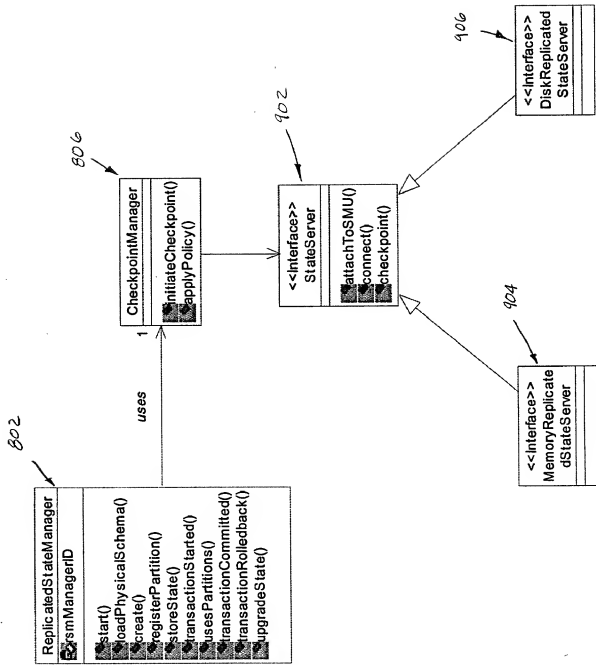 802
ReplicatedStateManager
rsmManagerID
start()
loadPhysicalSchema()
create()
registerPartition()
storeState()
transactionStarted()
usesPartitions()
transactionCommitted()
transactionRolledback()
upgradeState()
uses
1
806
CheckpointManager
initiateCheckpoint()
applyPolicy()
902
<<Interface>>
StateServer
attachToSMU()
connect()
checkpoint()
904
<<Interface>>
MemoryReplicate
dStateServer
906
<<Interface>>
DiskReplicated
StateServer